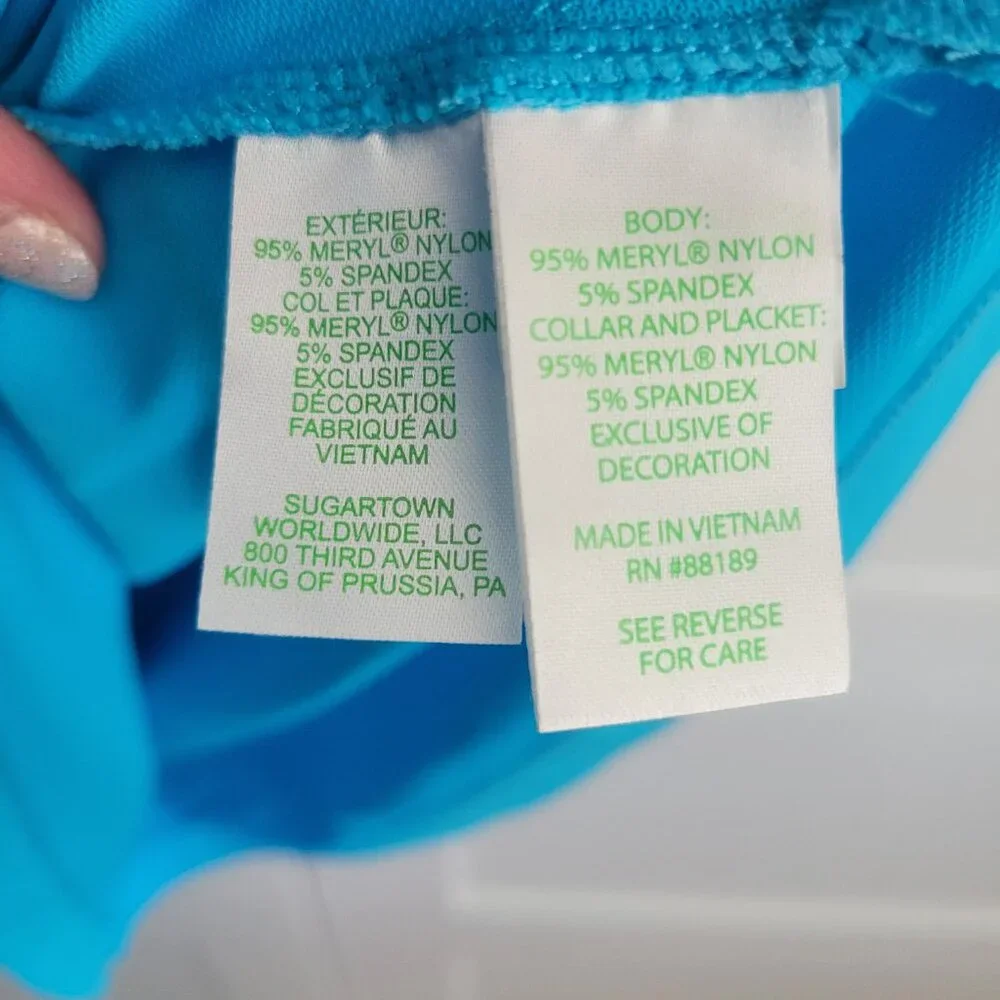 EXTÉRIEUR:
95% MERYL® NYLON
5% SPANDEX
COL ET PLAQUE:
95% MERYL® NYLON
5% SPANDEX
EXCLUSIF DE
DÉCORATION
FABRIQUÉ AU
VIETNAM
SUGARTOWN
WORLDWIDE, LLC
800 THIRD AVENUE
KING OF PRUSSIA, PA
BODY:
95% MERYL® NYLON
5% SPANDEX
COLLAR AND PLACKET:
95% MERYL® NYLON
5% SPANDEX
EXCLUSIVE OF
DECORATION
MADE IN VIETNAM
RN #88189
SEE REVERSE
FOR CARE